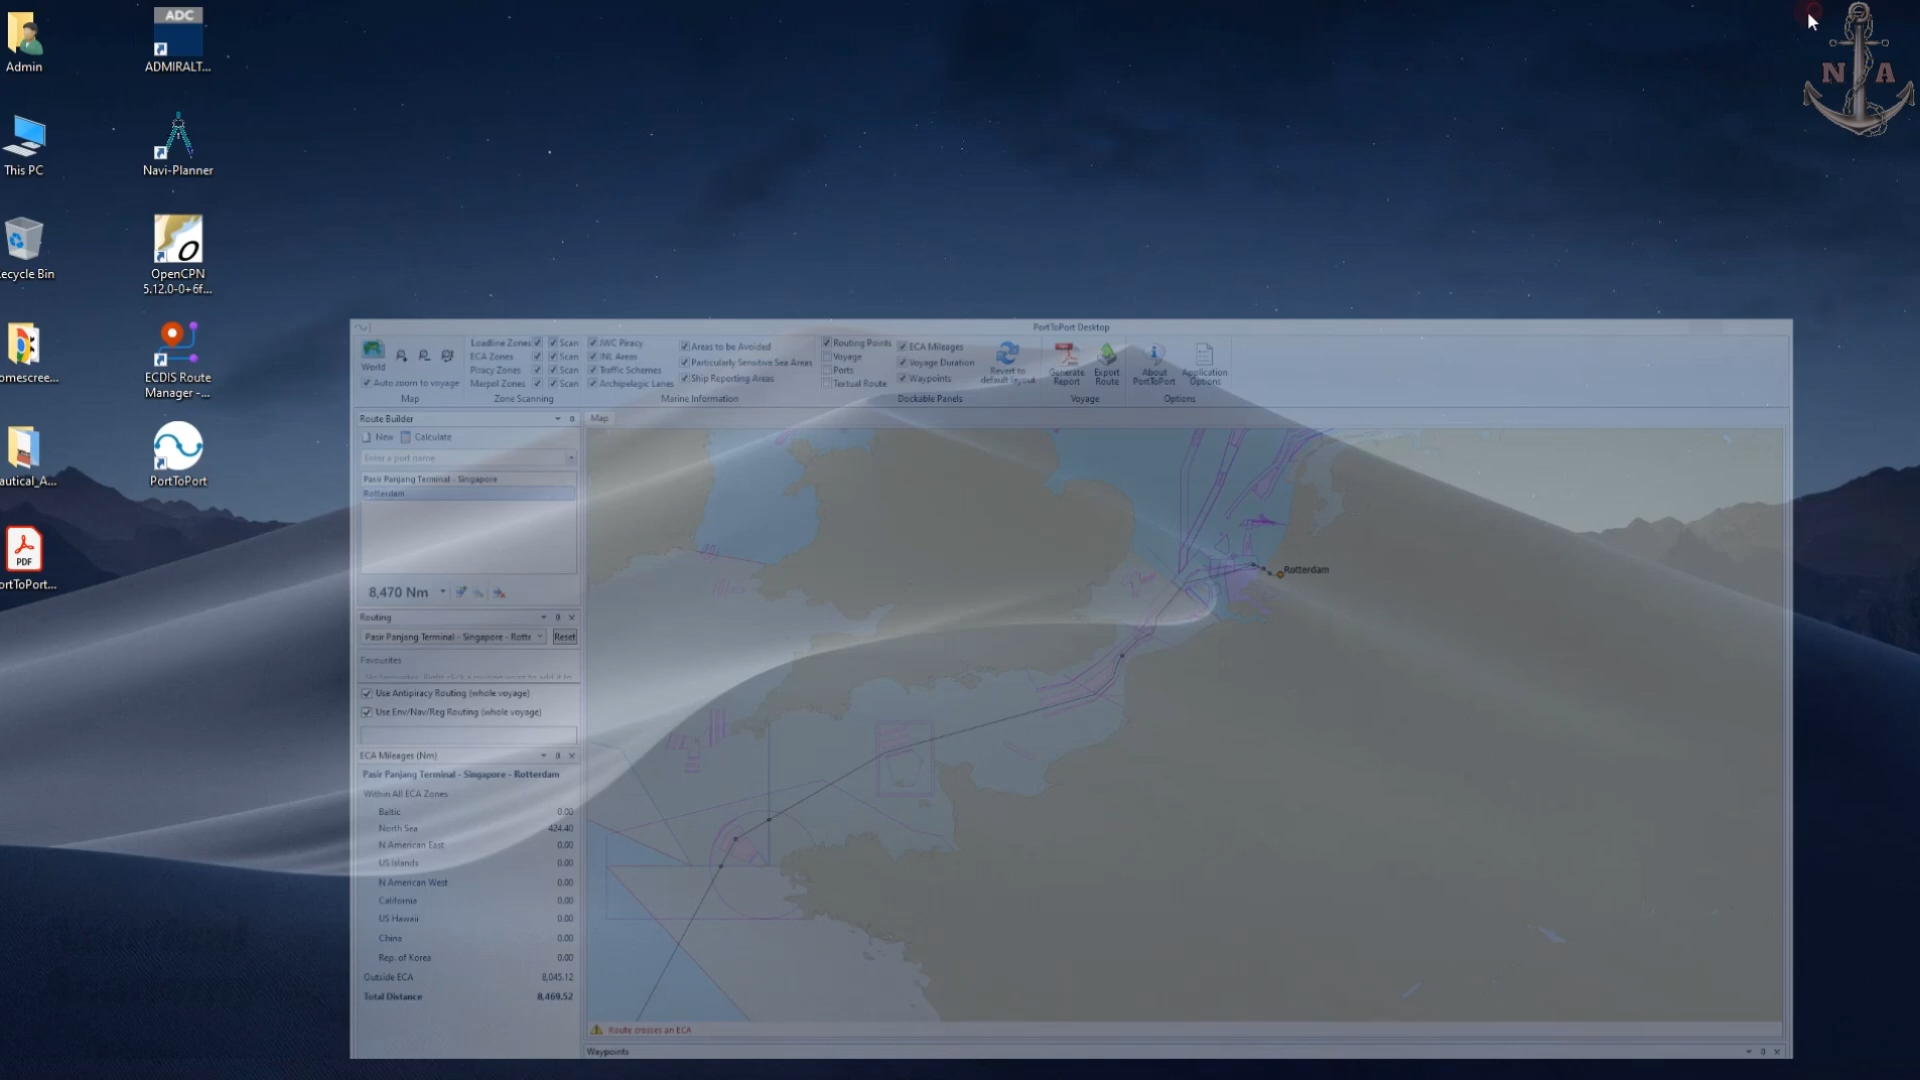 Admin
ADC
ADMIRALT...
This PC
Navi-Planner
ecycle Bin
OpenCPN
5.12.0-0+6f...
omescree...
ECDIS Route
Manager -...
autical_A...
PortToPort
PDF
ortToPort...
N A
PortToPort Desktop
World
Auto zoom to voyage
Map
Loadline Zones Scan
ECA Zones Scan
Piracy Zones Scan
Marpol Zones Scan
Zone Scanning
JWC Piracy
INL Areas
Traffic Schemes
Archipelegic Lanes
Areas to be Avoided
Particularly Sensitive Sea Areas
Ship Reporting Areas
Marine Information
Routing Points
Voyage
Ports
Textual Route
ECA Mileages
Voyage Duration
Waypoints
Revert to
default layout
Dockable Panels
Generate
Report
Export
Route
Voyage
About
PortToPort
Application
Options
Options
Route Builder
New Calculate
Enter a port name
Pasir Panjang Terminal - Singapore
Rotterdam
8,470 Nm
Routing
Pasir Panjang Terminal - Singapore - Rotte
Reset
Favourites
Use Antipiracy Routing (whole voyage)
Use Env/Nav/Reg Routing (whole voyage)
ECA Mileages (Nm)
Pasir Panjang Terminal - Singapore - Rotterdam
Within All ECA Zones
Baltic 0.00
North Sea 424.40
N American East 0.00
US Islands 0.00
N American West 0.00
California 0.00
US Hawaii 0.00
China 0.00
Rep. of Korea 0.00
Outside ECA 8,045.12
Total Distance 8,469.52
Map
Rotterdam
Route crosses an ECA
Waypoints